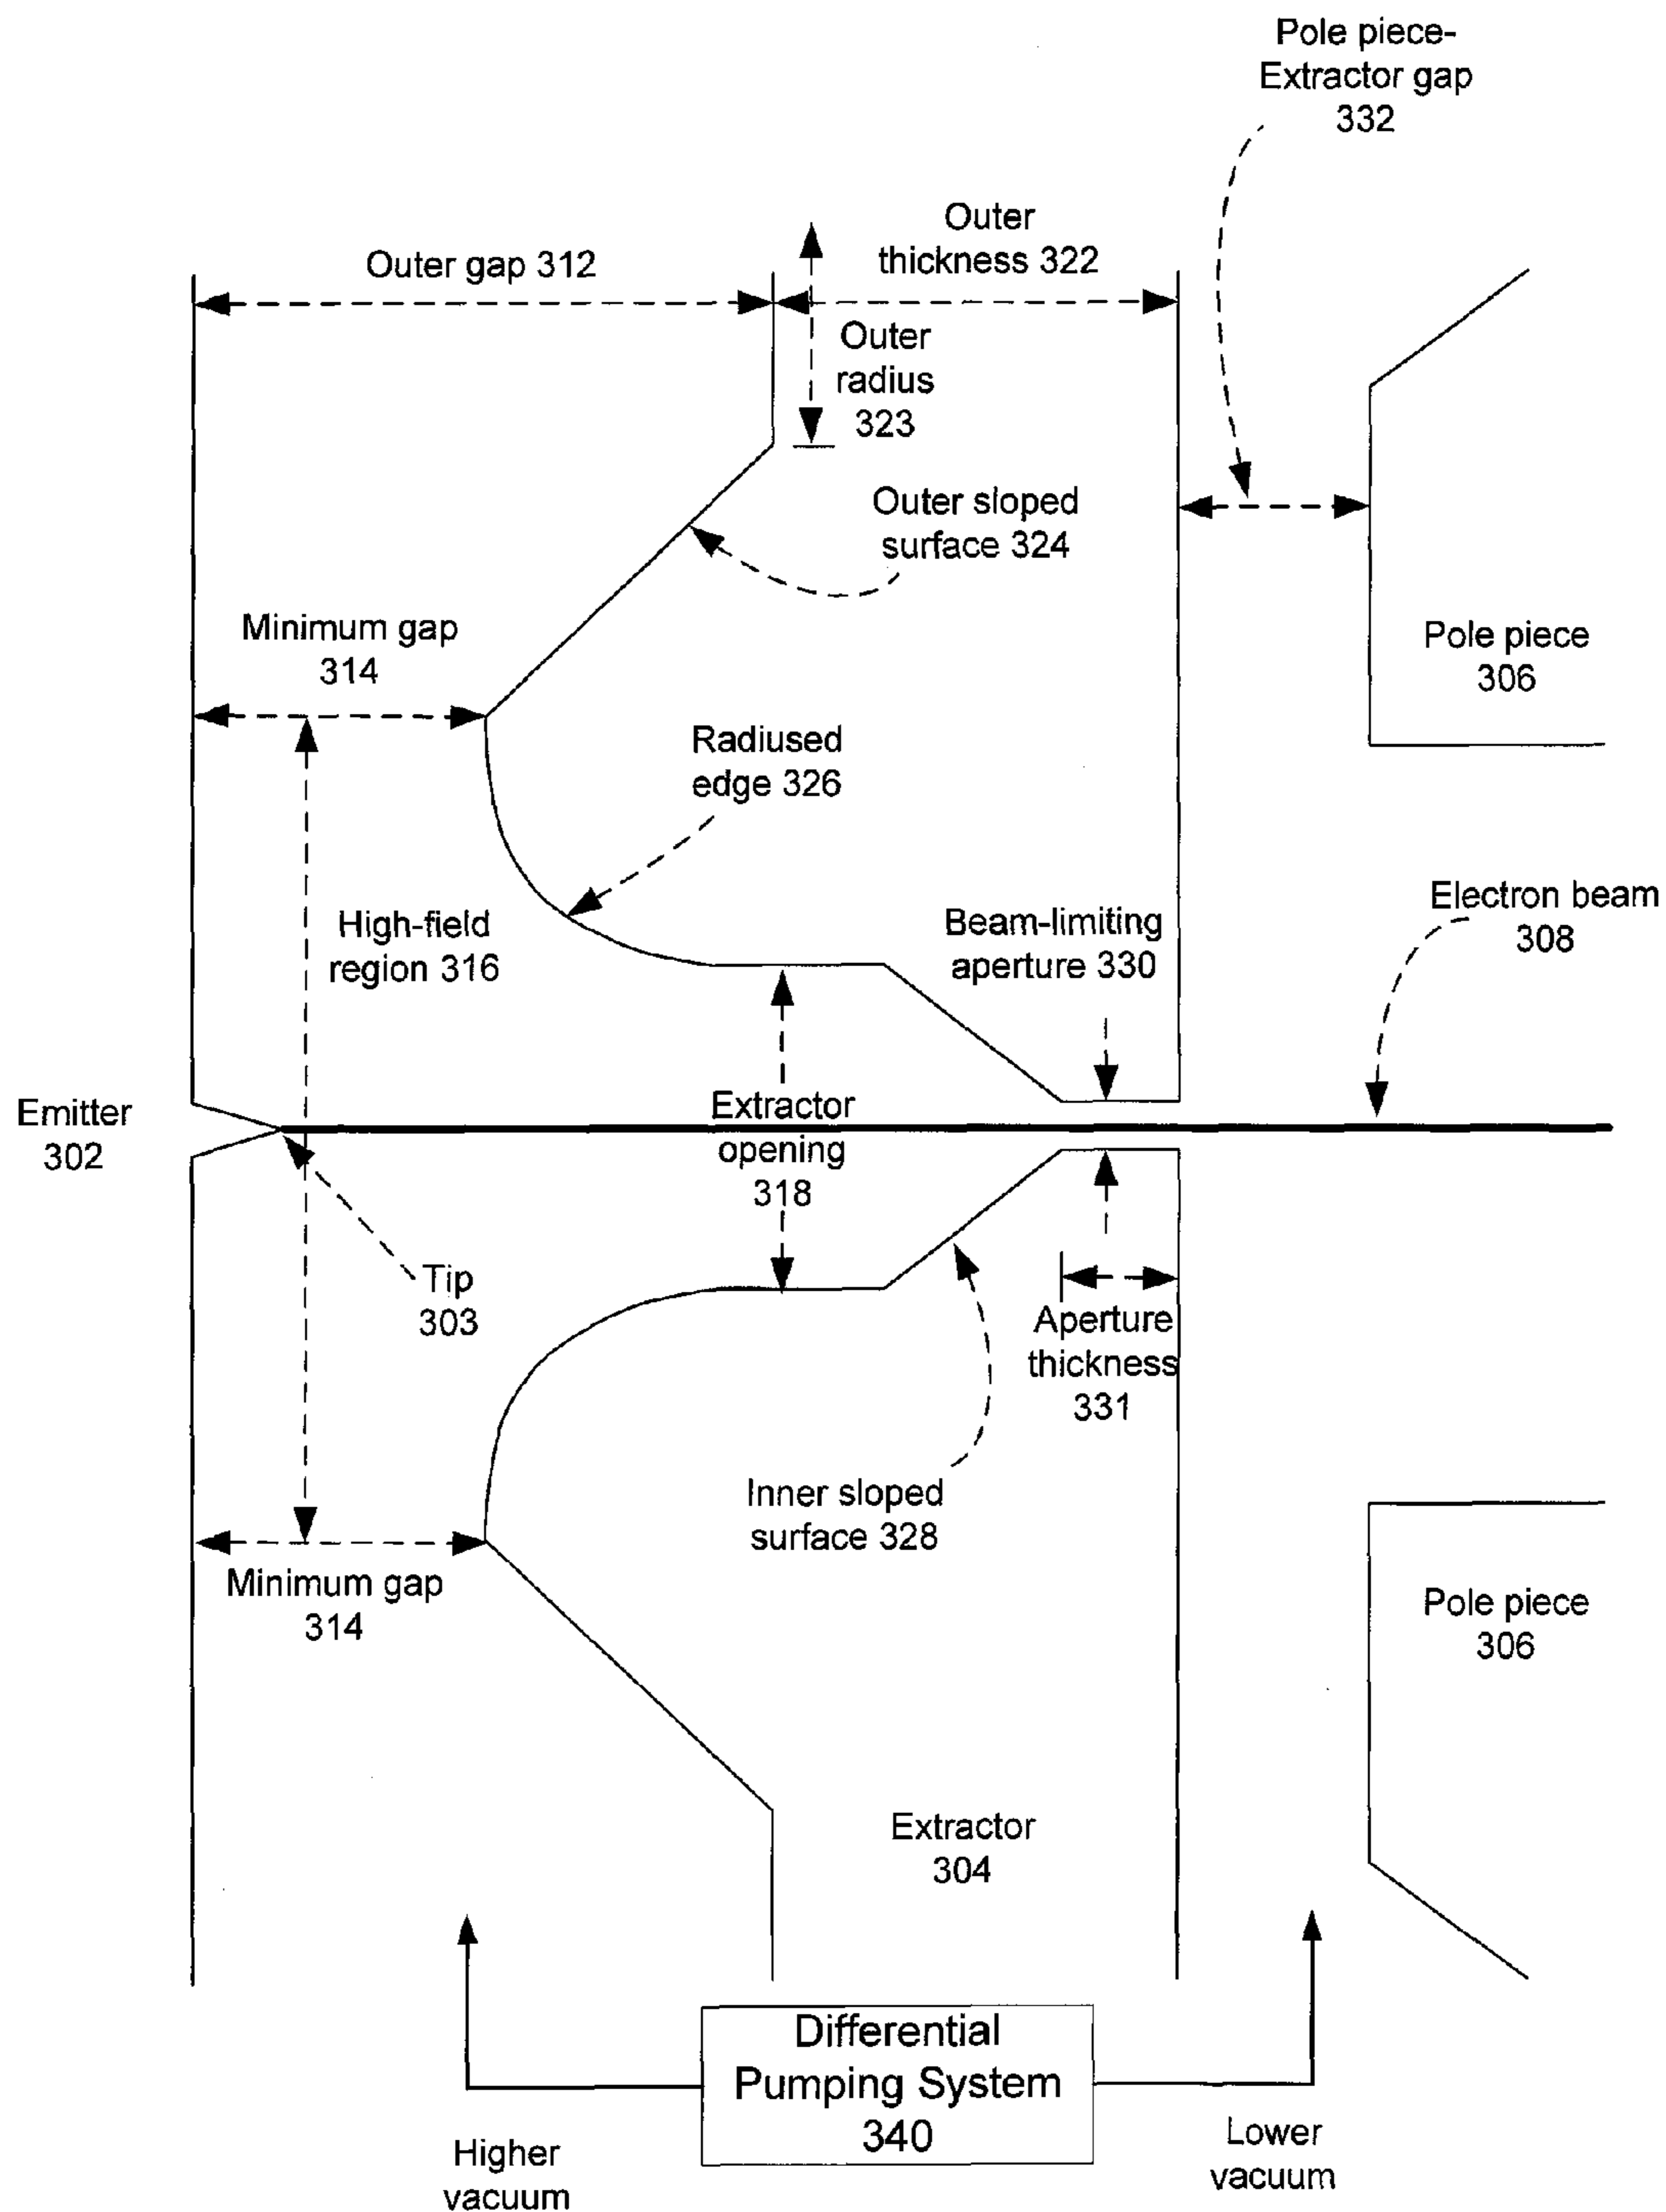 Pole piece-
Extractor gap
332
Outer
thickness 322
Outer gap 312
Outer
radius
323
Outer sloped
surface 324
Minimum gap
314
Pole piece
306
Radiused
edge 326
High-field
region 316
Beam-limiting
aperture 330
Electron beam
308
Emitter
302
Extractor
opening
318
Tip
303
Aperture
thickness
331
Inner sloped
surface 328
Minimum gap
314
Pole piece
306
Extractor
304
Differential
Pumping System
340
Higher
vacuum
Lower
vacuum